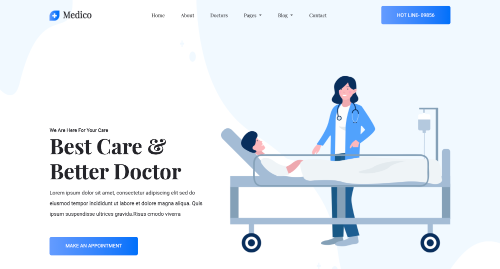 Medico
Home About Doctors Pages Blog Contact
HOT LINE- 09856
We Are Here For Your Care
Best Care &
Better Doctor
Lorem ipsum dolor sit amet, consectetur adipiscing elit sed do
eiusmod tempor incididunt ut labore et dolore magna aliqua. Quis
ipsum suspendisse ultrices gravida.Risus cmodo viverra
MAKE AN APPOINTMENT